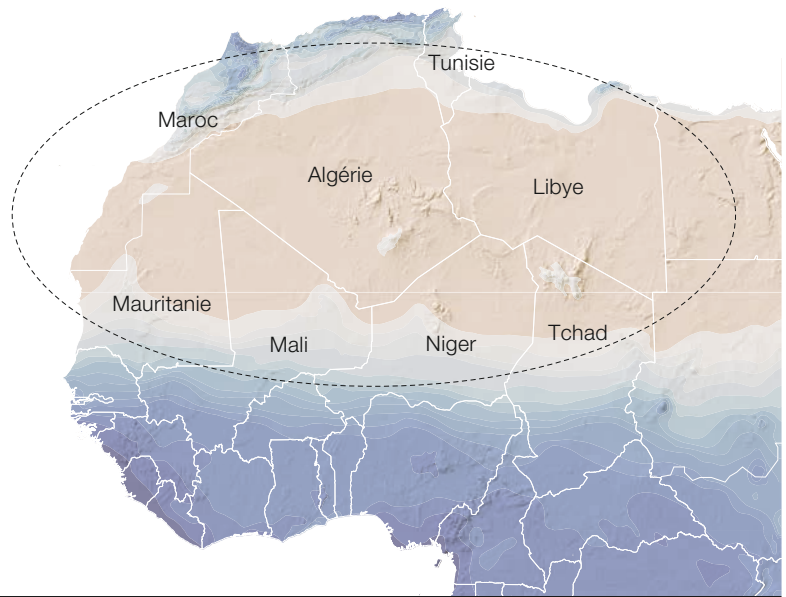 Tunisie
Maroc
Algérie
Libye
Mauritanie
Mali
Niger
Tchad